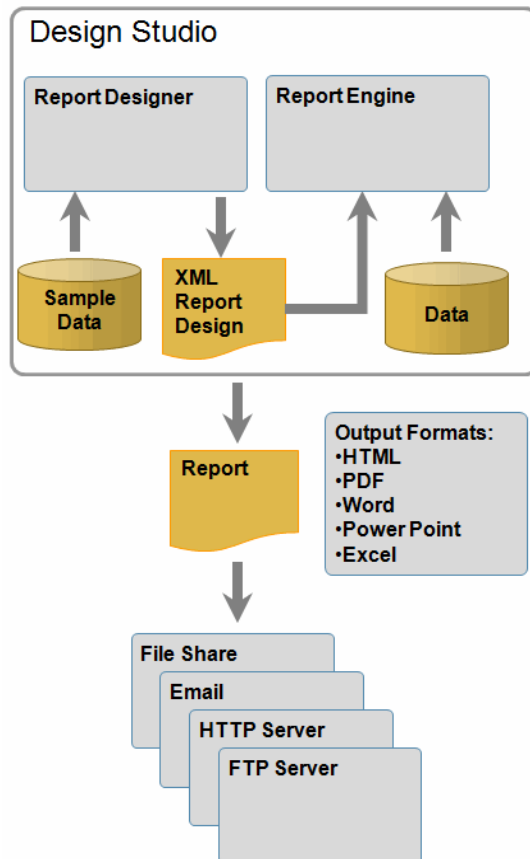 Design Studio
Report Designer
Report Engine
Sample
Data
XML
Report
Design
Data
Report
Output Formats:
•HTML
•PDF
•Word
•Power Point
•Excel
File Share
Email
HTTP Server
FTP Server